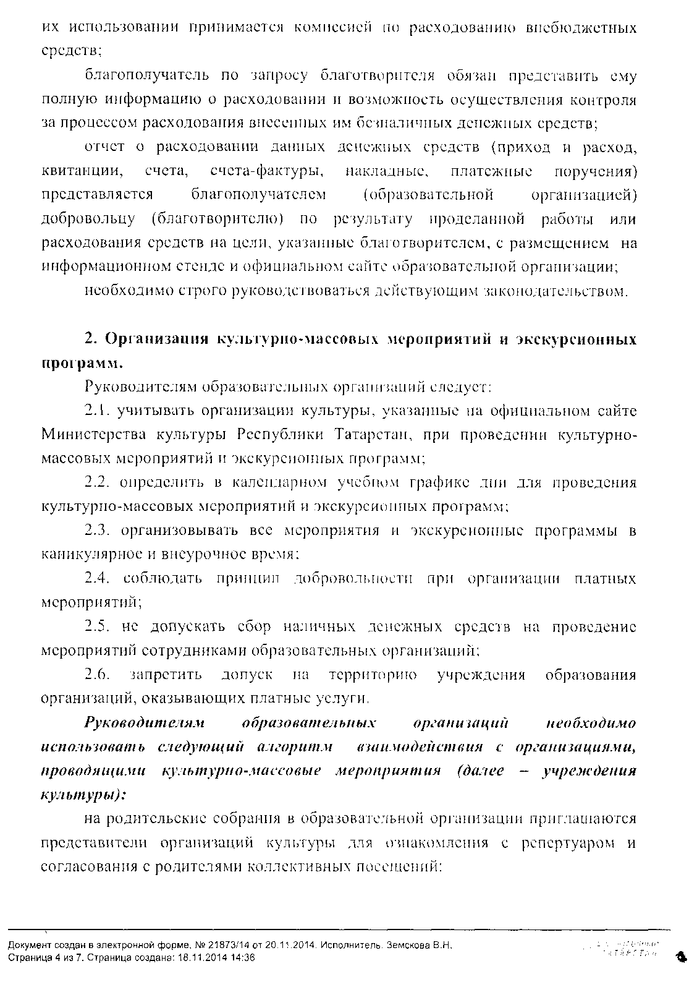 их использовании принимается комиссией по расходованию внебюджетных
средств;
благополучатель по запросу благотворителя обязан представить ему
полную информацию о расходовании и возможность осуществления контроля
за процессом расходования внесенных им безналичных денежных средств;
отчет о расходовании данных денежных средств (приход и расход,
квитанции, счета, счета-фактуры, накладные, платежные поручения)
представляется благополучателем (образовательной организацией)
добровольцу (благотворителю) по результату проделанной работы или
расходования средств на цели, указанные благотворителем, с размещением на
информационном стенде и официальном сайте образовательной организации;
необходимо строго руководствоваться действующим законодательством.
2. Организация культурно-массовых мероприятий и экскурсионных
программ.
Руководителям образовательных организаций следует:
2.1. учитывать организации культуры, указанные на официальном сайте
Министерства культуры Республики Татарстан, при проведении культурно-
массовых мероприятий и экскурсионных программ;
2.2. определить в календарном учебном графике дни для проведения
культурно-массовых мероприятий и экскурсионных программ;
2.3. организовывать все мероприятия и экскурсионные программы в
каникулярное и внеурочное время;
2.4. соблюдать принцип добровольности при организации платных
мероприятий;
2.5. не допускать сбор наличных денежных средств на проведение
мероприятий сотрудниками образовательных организаций;
2.6. запретить допуск на территорию учреждения образования
организаций, оказывающих платные услуги.
Руководителям образовательных организаций необходимо
использовать следующий алгоритм взаимодействия с организациями,
проводящими культурно-массовые мероприятия (далее – учреждения
культуры):
на родительские собрания в образовательной организации приглашаются
представители организаций культуры для ознакомления с репертуаром и
согласования с родителями коллективных посещений;
Документ создан в электронной форме. № 21873/14 от 20.11.2014. Исполнитель. Земскова В.Н.
Страница 4 из 7. Страница создана: 18.11.2014 14:36
ТАТАРСТАН